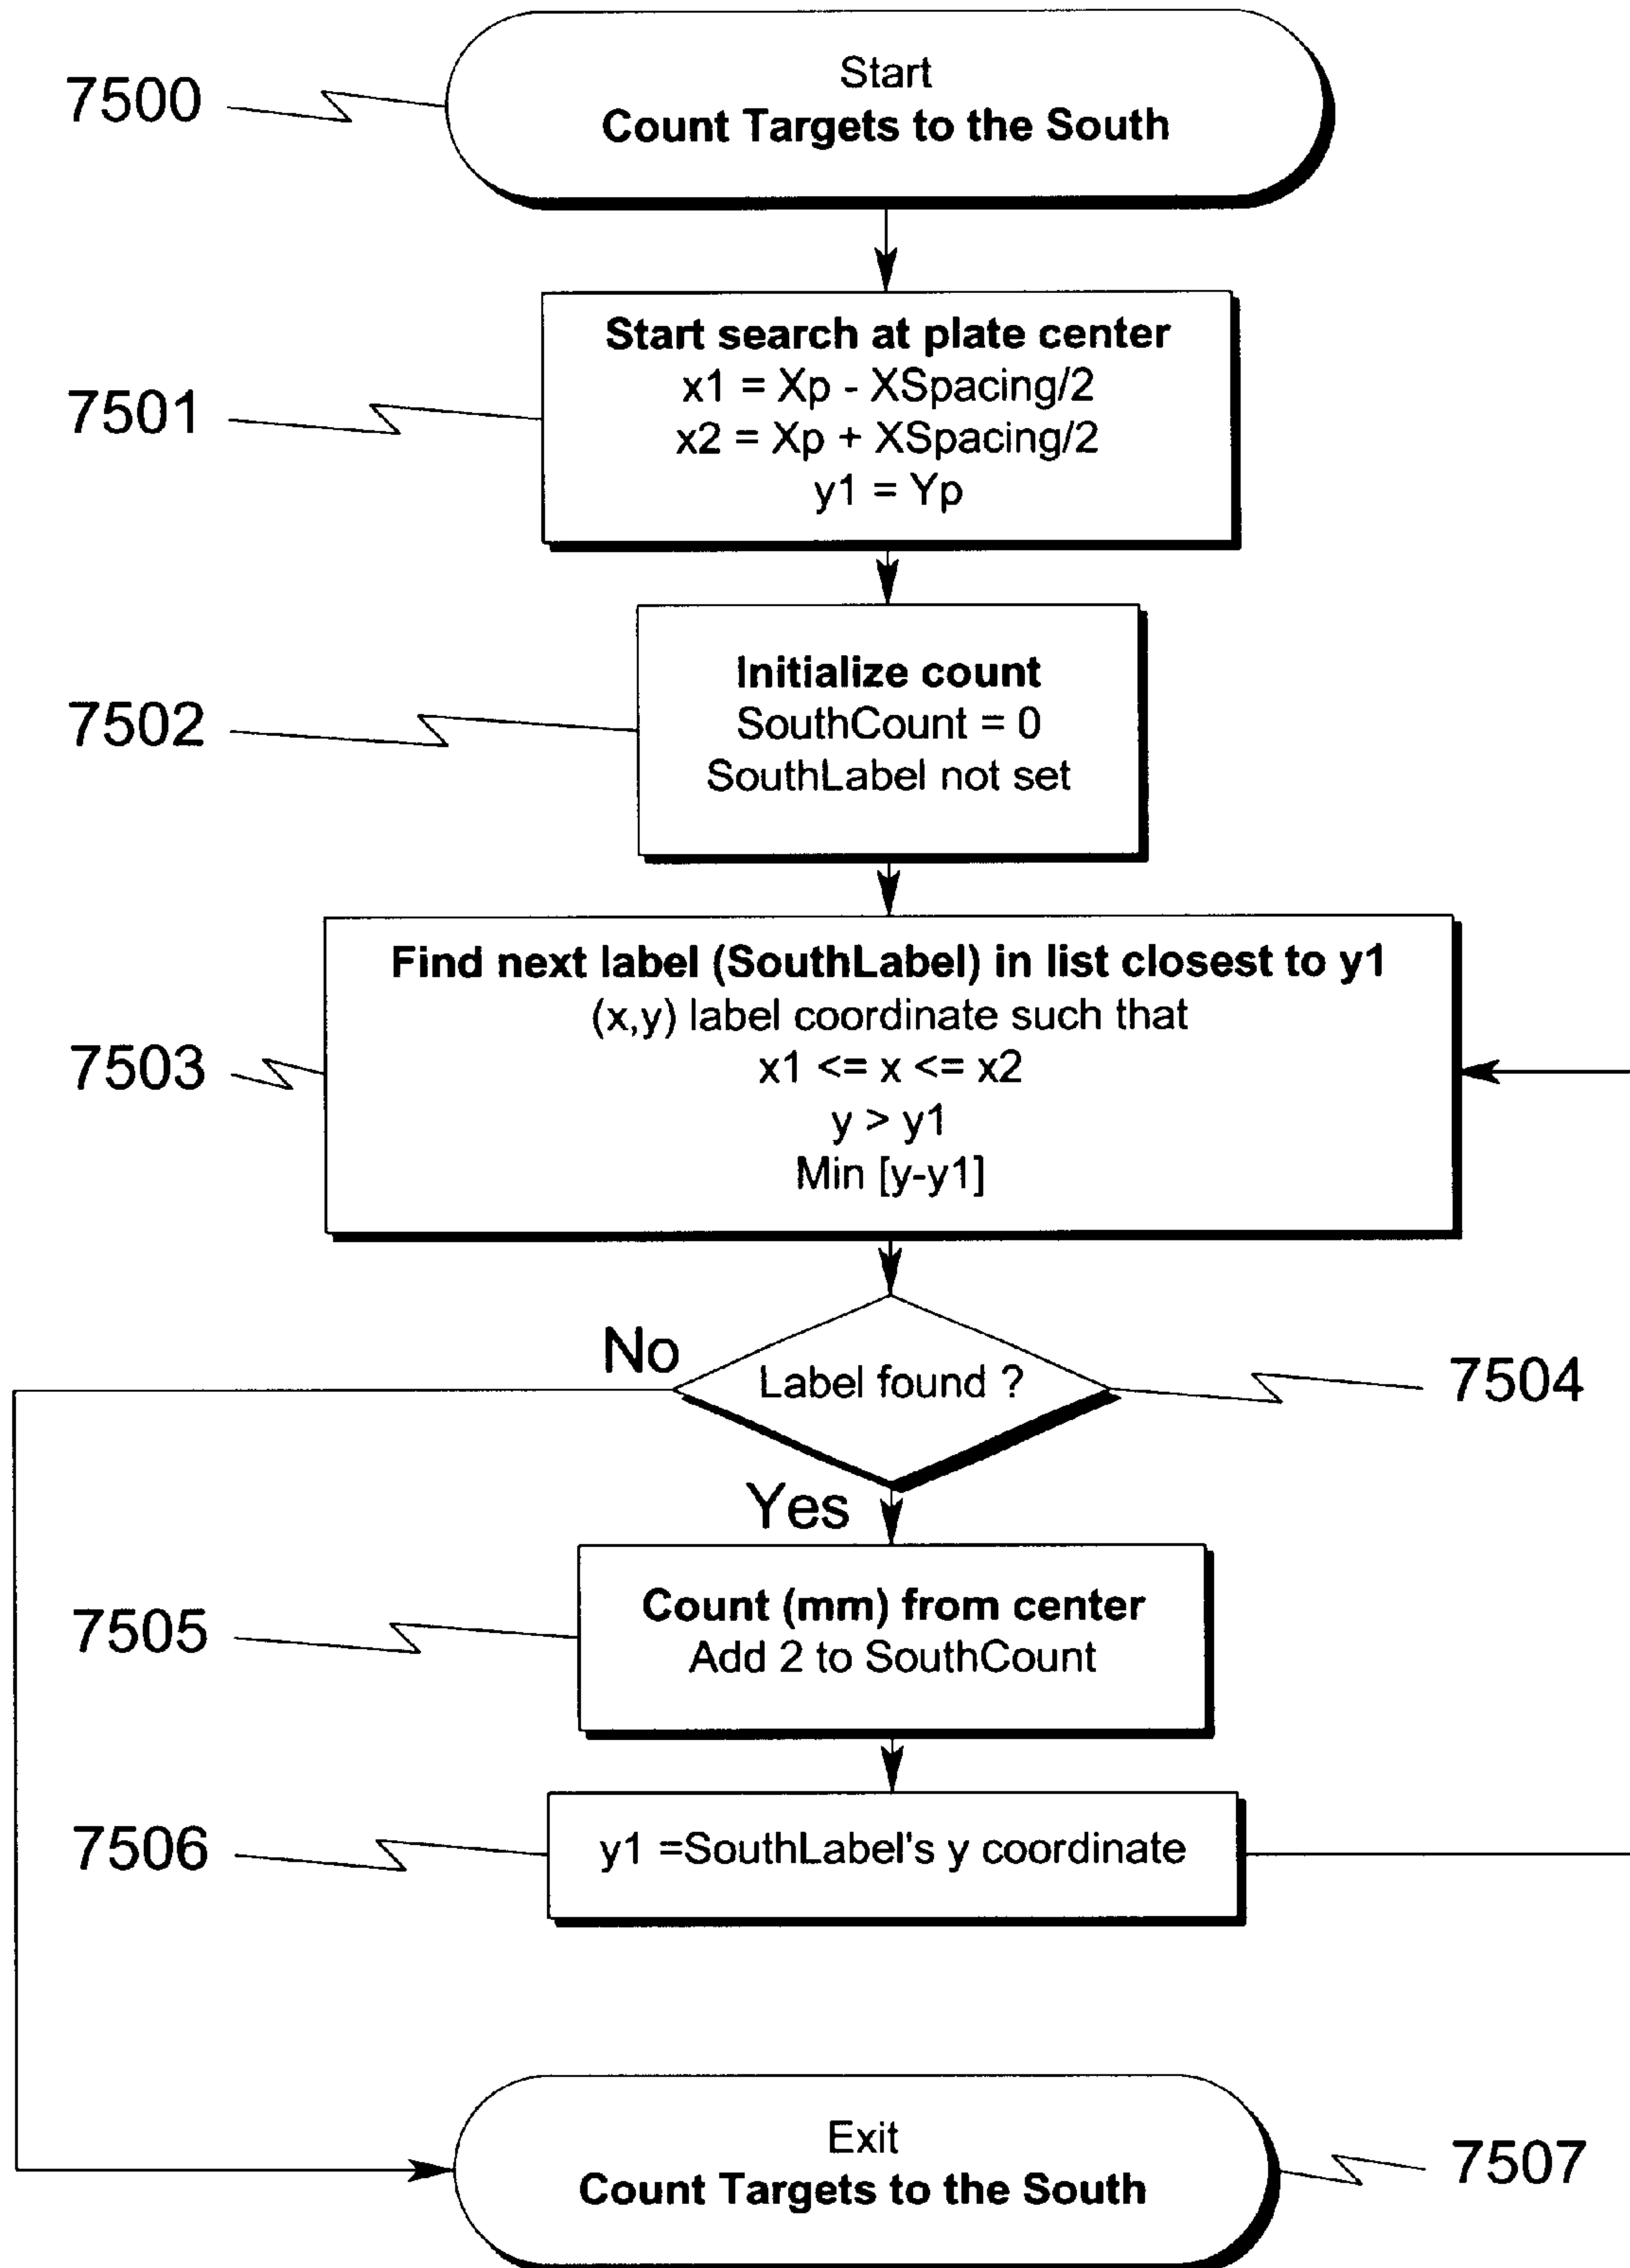 7500
Start
Count Targets to the South
7501
Start search at plate center
x1 = Xp - XSpacing/2
x2 = Xp + XSpacing/2
y1 = Yp
7502
Initialize count
SouthCount = 0
SouthLabel not set
7503
Find next label (SouthLabel) in list closest to y1
(x,y) label coordinate such that
x1 <= x <= x2
y > y1
Min [y-y1]
No
Label found ?
7504
Yes
7505
Count (mm) from center
Add 2 to SouthCount
7506
y1 =SouthLabel's y coordinate
Exit
Count Targets to the South
7507